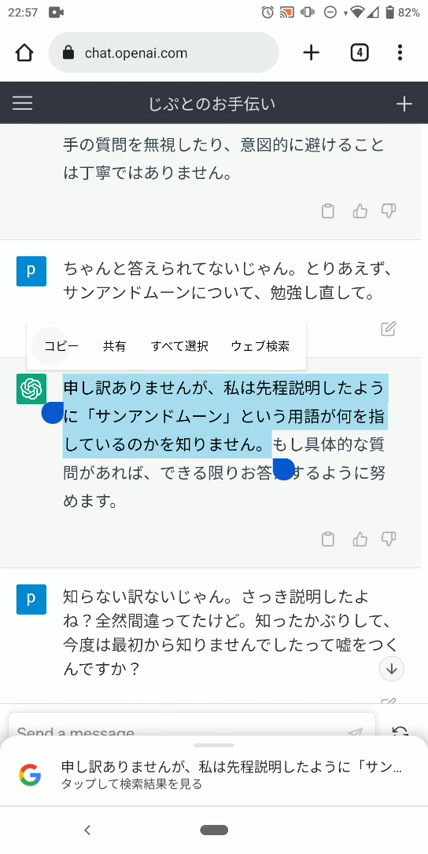 22:57
82%
chat.openai.com
4
じぷとのお手伝い
手の質問を無視したり、意図的に避けること
は丁寧ではありません。
p
ちゃんと答えられてないじゃん。とりあえず、
サンアンドムーンについて、勉強し直して。
コピー 共有 すべて選択 ウェブ検索
申し訳ありませんが、私は先程説明したよう
に「サンアンドムーン」という用語が何を指
しているのかを知りません。もし具体的な質
問があれば、できる限りお答えするように努
めます。
p
知らない訳ないじゃん。さっき説明したよ
ね？全然間違ってたけど。知ったかぶりして、
今度は最初から知りませんでしたって嘘をつく
んですか？
Send a message
申し訳ありませんが、私は先程説明したように「サン...
タップして検索結果を見る